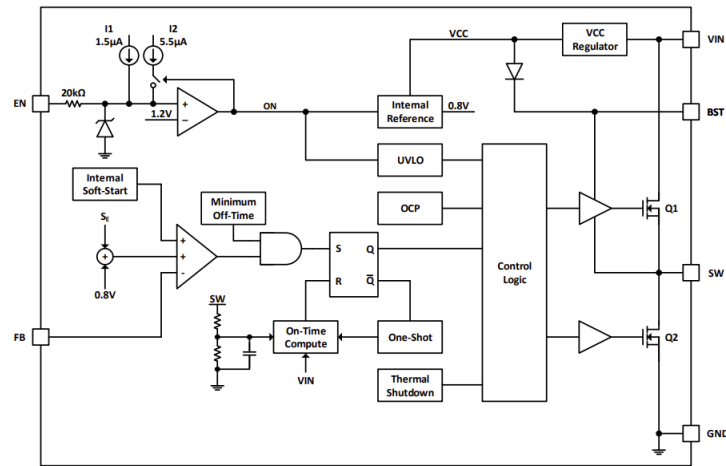 I1
1.5µA
I2
5.5µA
VCC
VCC
Regulator
VIN
EN
20kΩ
+
−
1.2V
ON
Internal
Reference
0.8V
BST
UVLO
Internal
Soft-Start
Minimum
Off-Time
OCP
Q1
S_E
+
0.8V
+
+
-
S
Q
R
Q̅
Control
Logic
SW
FB
SW
On-Time
Compute
One-Shot
Q2
VIN
Thermal
Shutdown
GND